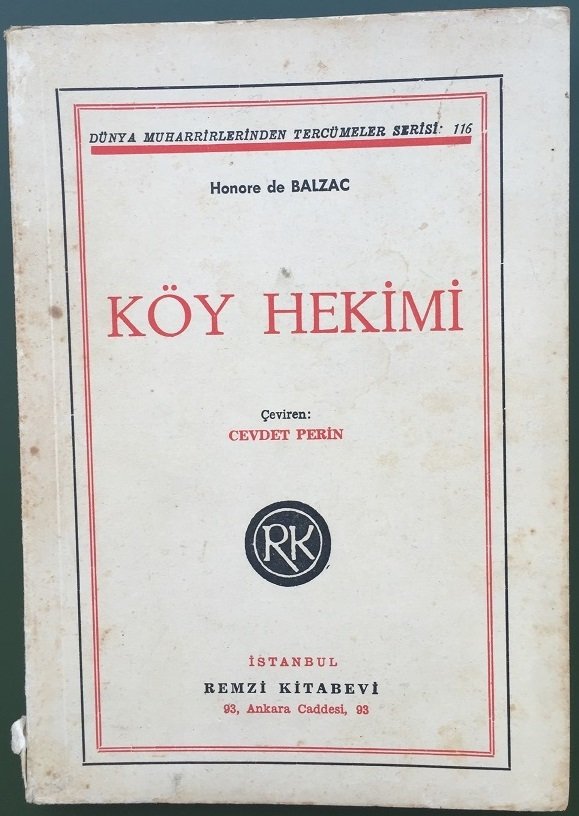 DÜNYA MUHARRİRLERİNDEN TERCÜMELER SERİSİ: 116
Honore de BALZAC
KÖY HEKİMİ
Çeviren:
CEVDET PERİN
RK
İSTANBUL
REMZİ KİTABEVİ
93, Ankara Caddesi, 93